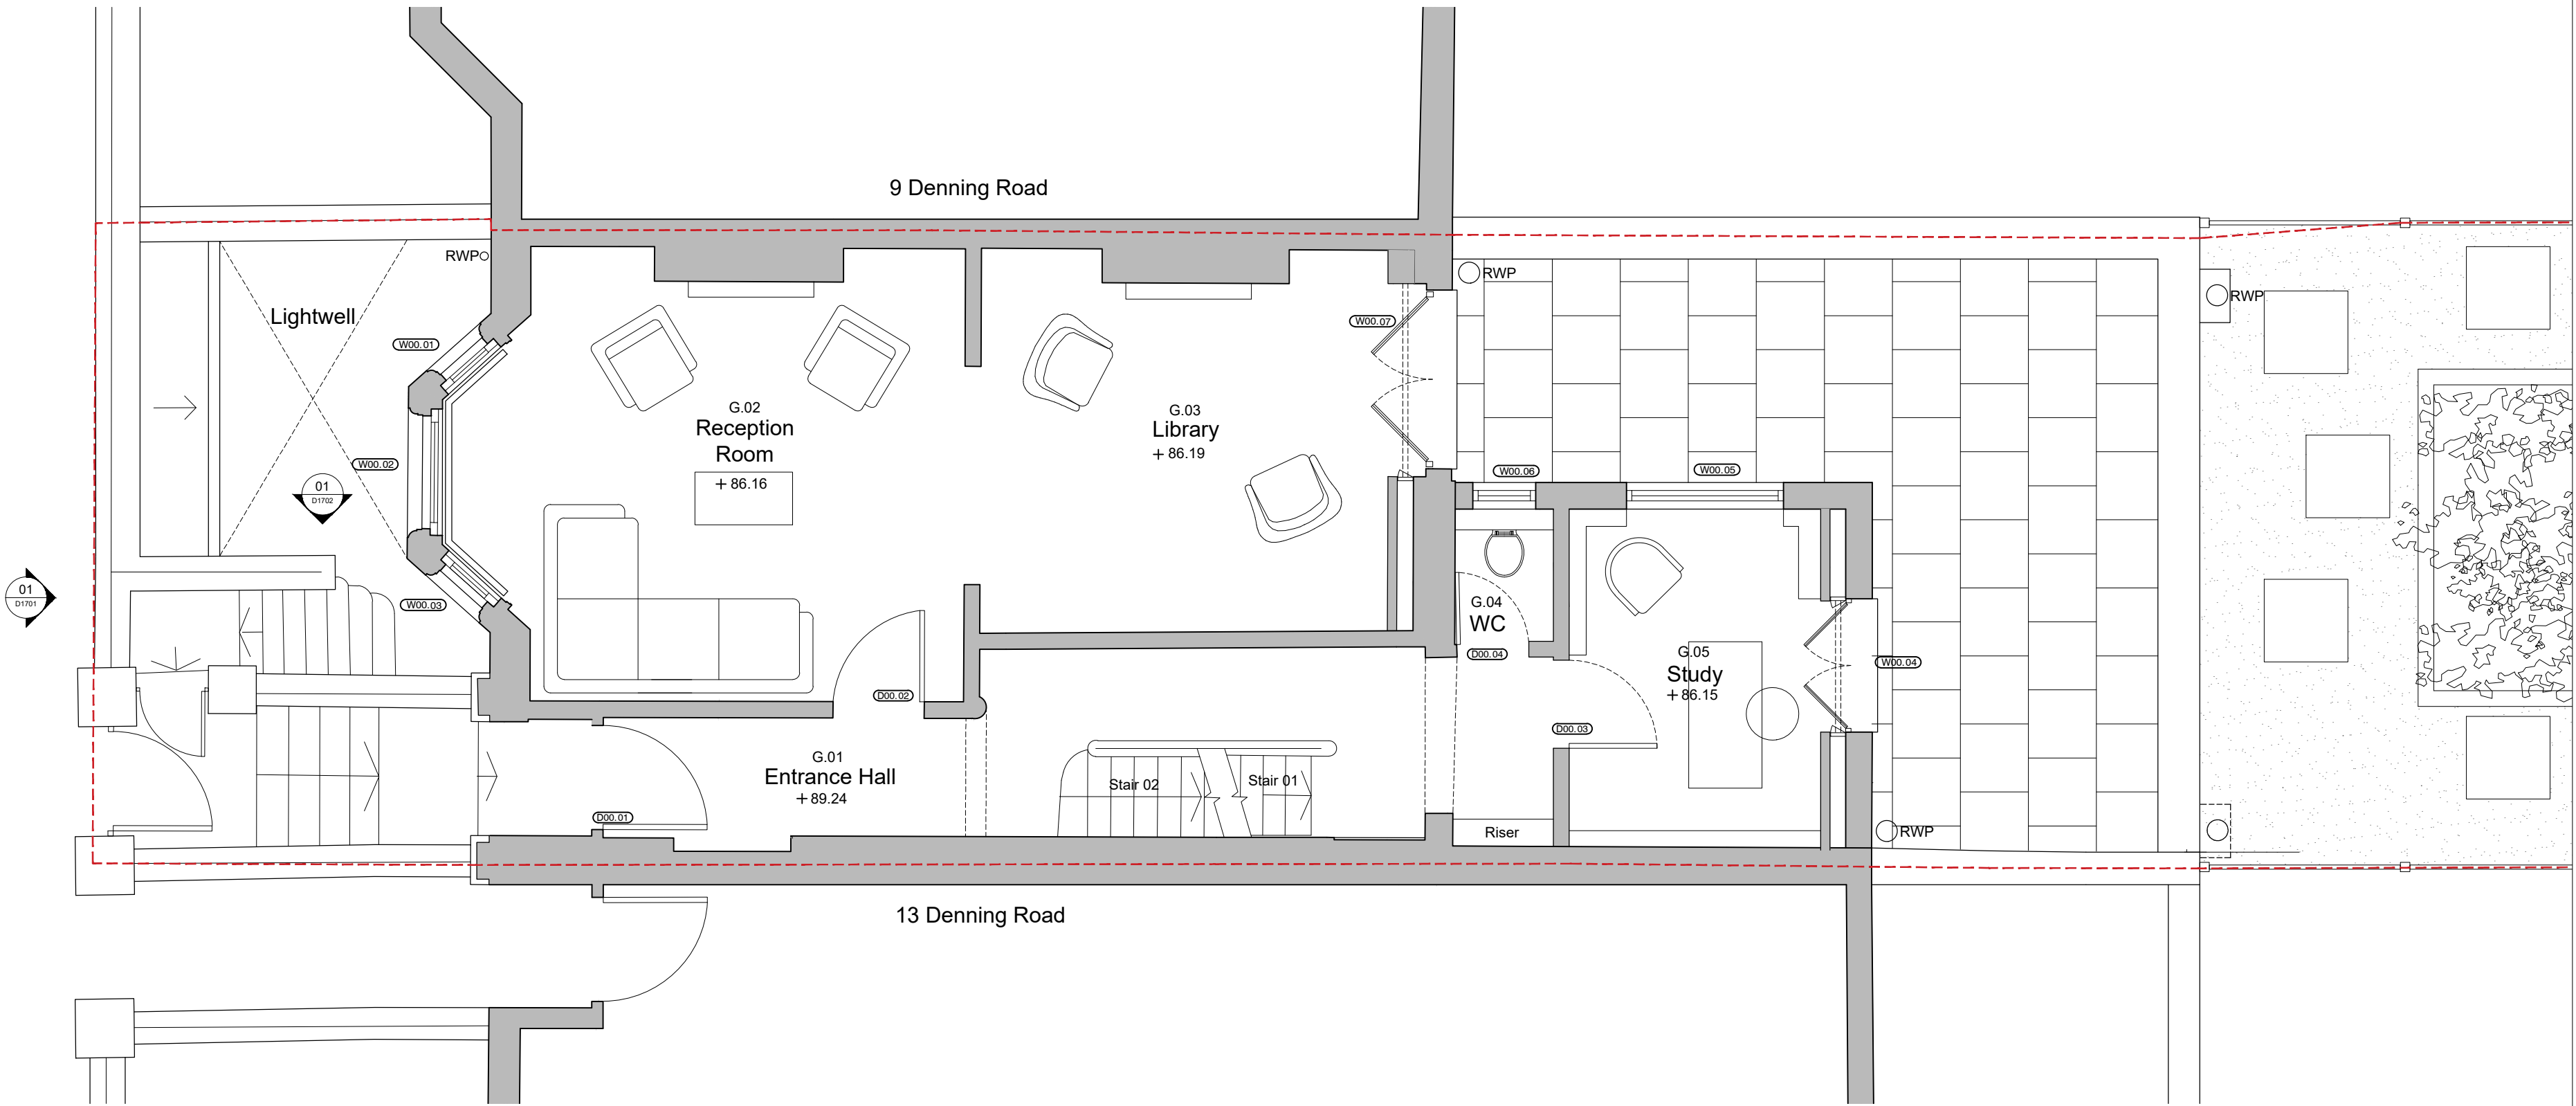 9 Denning Road
RWP
RWP
RWP
Lightwell
W00.01
W00.07
G.02
Reception
Room
+ 86.16
G.03
Library
+ 86.19
W00.02
W00.06
W00.05
01
D1702
01
D1701
W00.03
G.04
WC
D00.04
G.05
Study
+ 86.15
W00.04
D00.02
D00.03
G.01
Entrance Hall
+ 89.24
Stair 02
Stair 01
D00.01
Riser
RWP
13 Denning Road